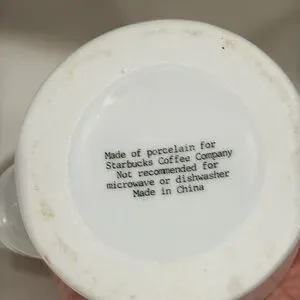 Made of porcelain for
Starbucks Coffee Company
Not recommended for
microwave or dishwasher
Made in China